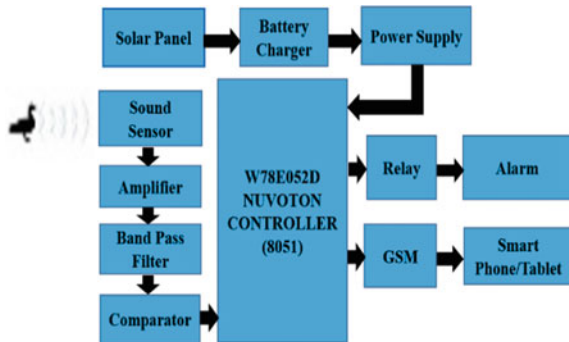 Solar Panel
Battery
Charger
Power Supply
Sound
Sensor
Amplifier
Band Pass
Filter
Comparator
W78E052D
NUVOTON
CONTROLLER
(8051)
Relay
Alarm
GSM
Smart
Phone/Tablet